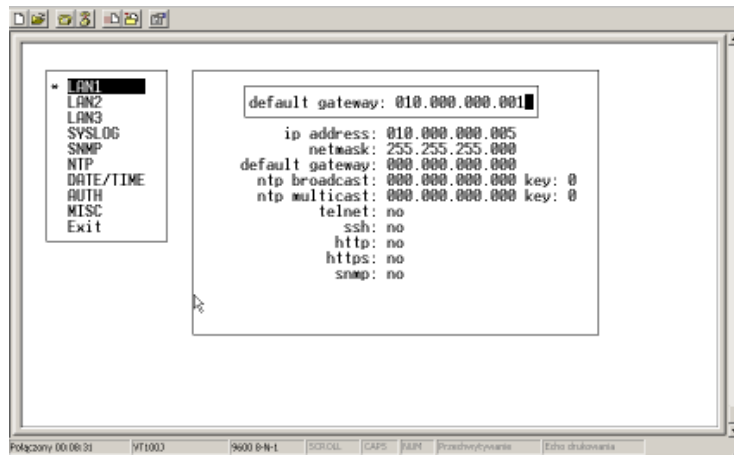 * LAN1
LAN2
LAN3
SYSLOG
SNMP
NTP
DATE/TIME
AUTH
MISC
Exit
default gateway: 010.000.000.001
ip address: 010.000.000.005
netmask: 255.255.255.000
default gateway: 000.000.000.000
ntp broadcast: 000.000.000.000 key: 0
ntp multicast: 000.000.000.000 key: 0
telnet: no
ssh: no
http: no
https: no
snmp: no
Połączony 00:08:31 VT100J 9600 8-N-1 SCROLL CAPS NUM Przechwytywanie Echo drukowania